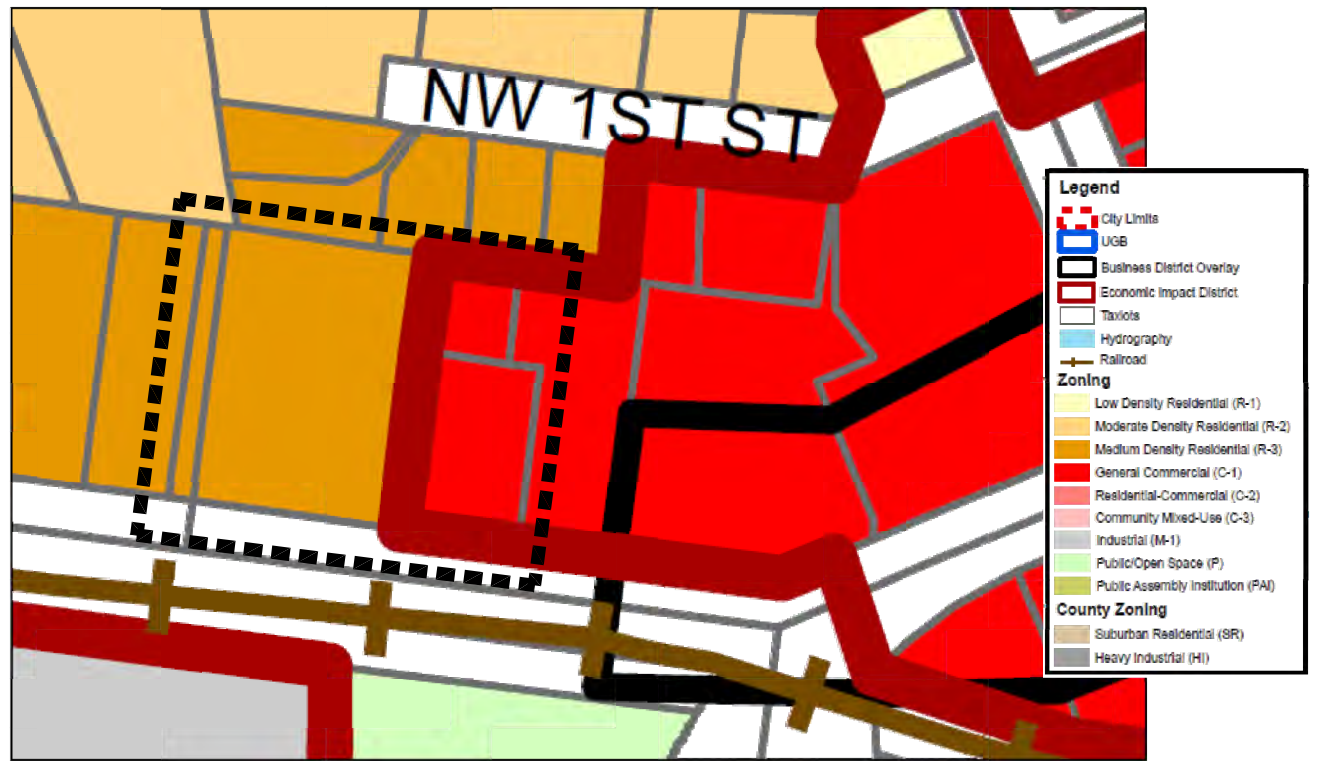 NW 1ST ST
Legend
City Limits
UGB
Business District Overlay
Economic Impact District
Taxlots
Hydrography
Railroad
Zoning
Low Density Residential (R-1)
Moderate Density Residential (R-2)
Medium Density Residential (R-3)
General Commercial (C-1)
Residential-Commercial (C-2)
Community Mixed-Use (C-3)
Industrial (M-1)
Public/Open Space (P)
Public Assembly Institution (PAI)
County Zoning
Suburban Residential (SR)
Heavy Industrial (HI)